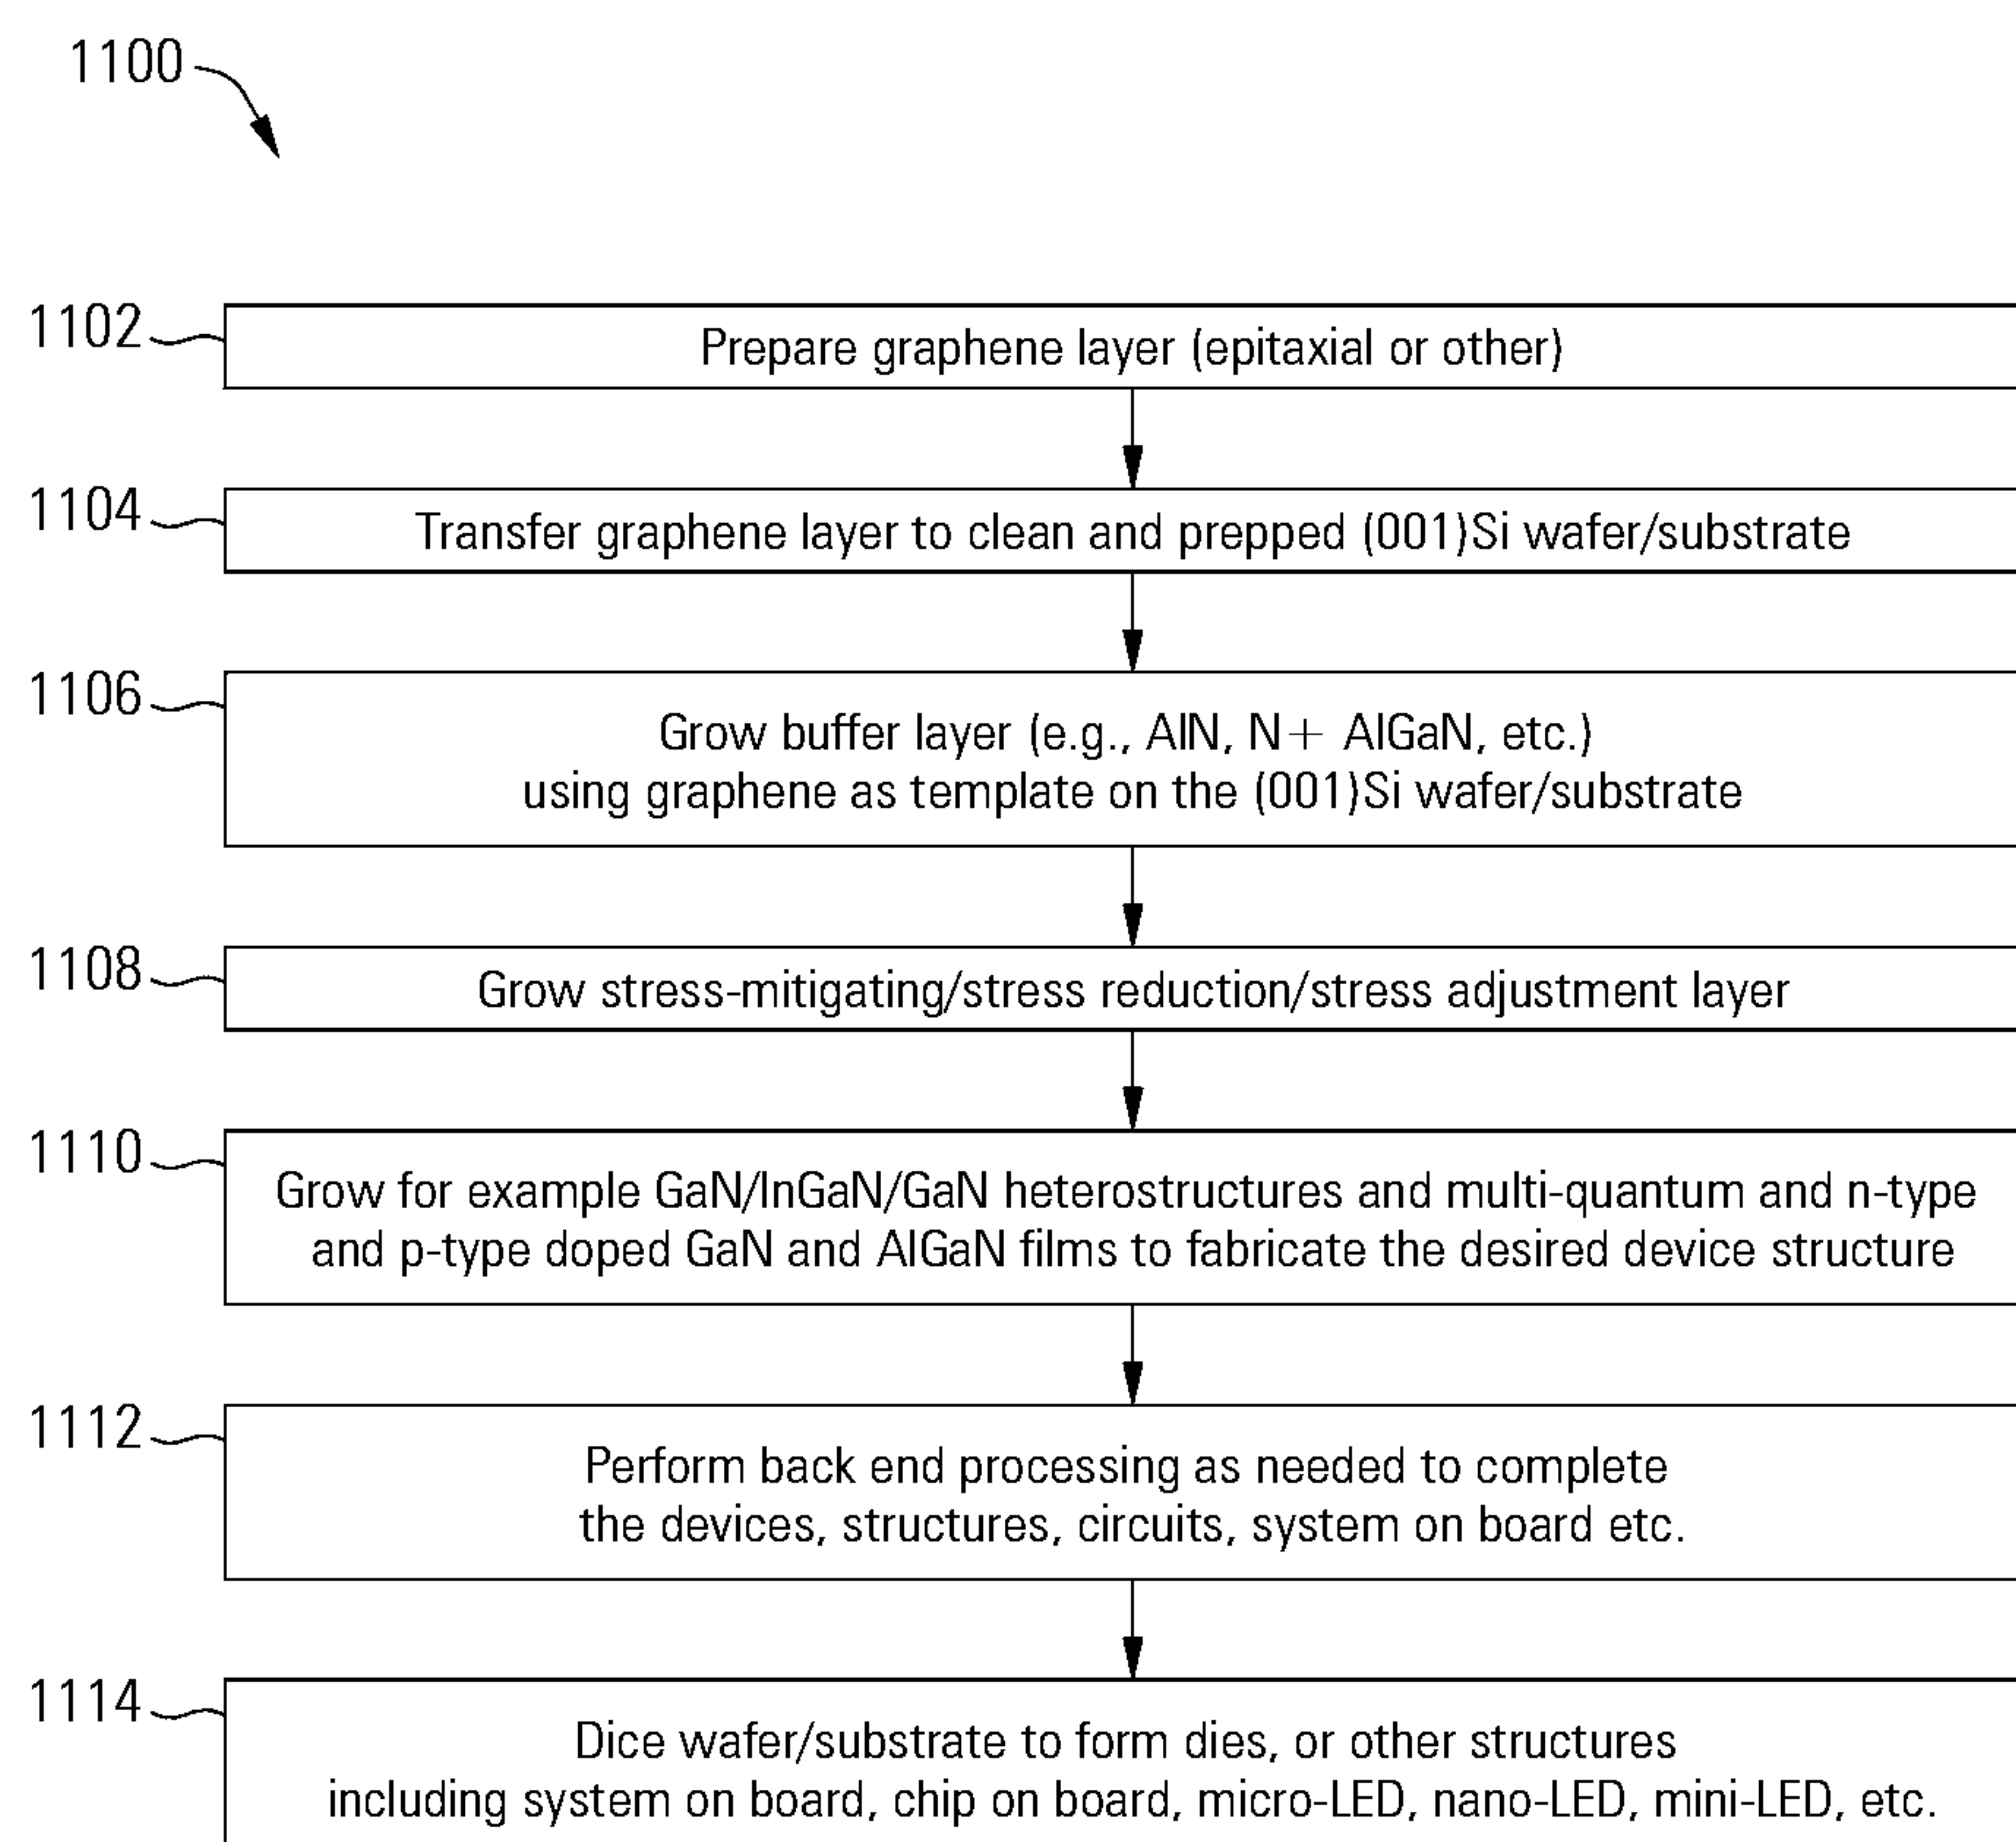 1100
1102
Prepare graphene layer (epitaxial or other)
1104
Transfer graphene layer to clean and prepped (001)Si wafer/substrate
1106
Grow buffer layer (e.g., AlN, N+ AlGaN, etc.)
using graphene as template on the (001)Si wafer/substrate
1108
Grow stress-mitigating/stress reduction/stress adjustment layer
1110
Grow for example GaN/InGaN/GaN heterostructures and multi-quantum and n-type
and p-type doped GaN and AlGaN films to fabricate the desired device structure
1112
Perform back end processing as needed to complete
the devices, structures, circuits, system on board etc.
1114
Dice wafer/substrate to form dies, or other structures
including system on board, chip on board, micro-LED, nano-LED, mini-LED, etc.